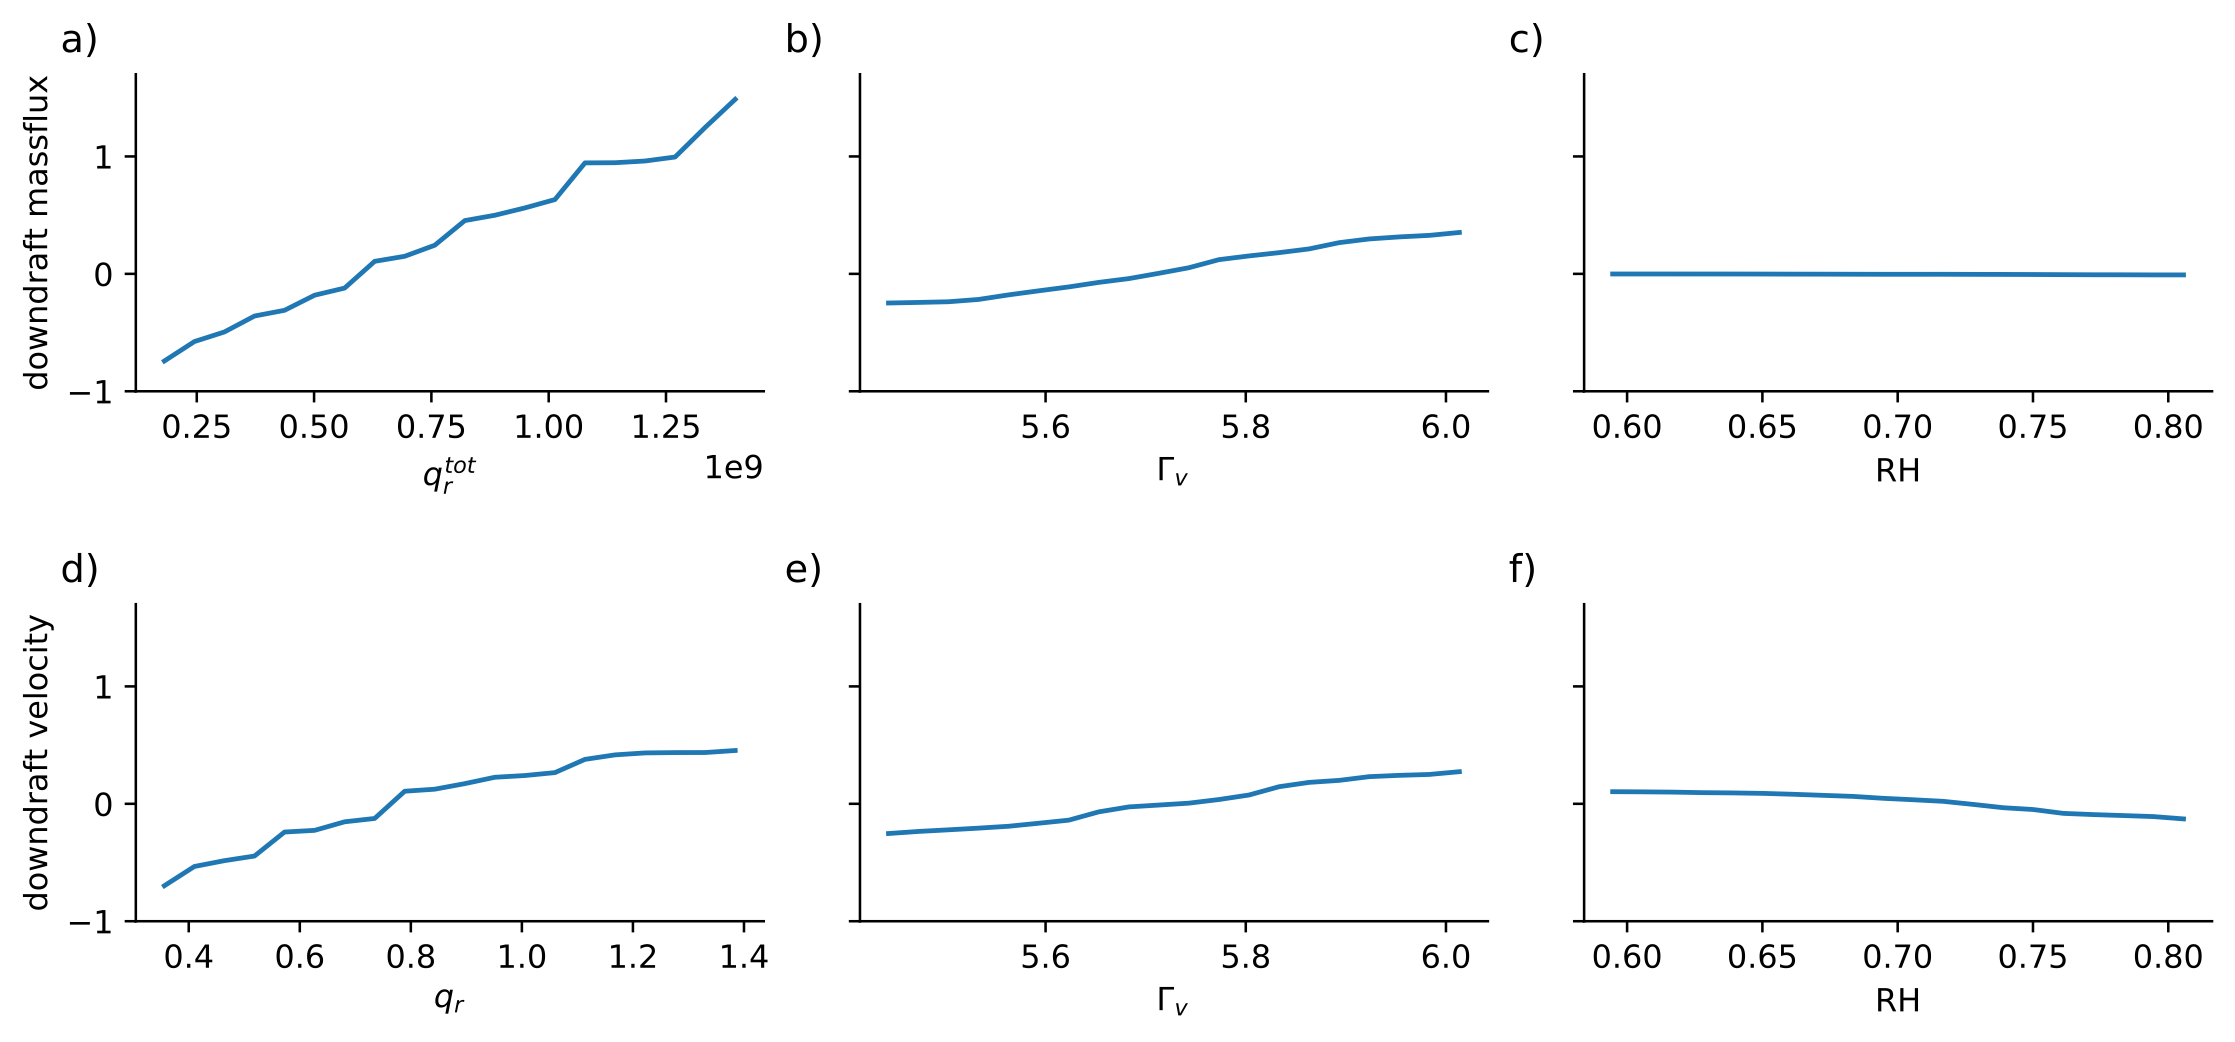 a)
b)
c)
downdraft massflux
1
0
−1
0.25 0.50 0.75 1.00 1.25
5.6 5.8 6.0
0.60 0.65 0.70 0.75 0.80
1e9
q_r^{tot}
Γ_v
RH
d)
e)
f)
downdraft velocity
1
0
−1
0.4 0.6 0.8 1.0 1.2 1.4
5.6 5.8 6.0
0.60 0.65 0.70 0.75 0.80
q_r
Γ_v
RH